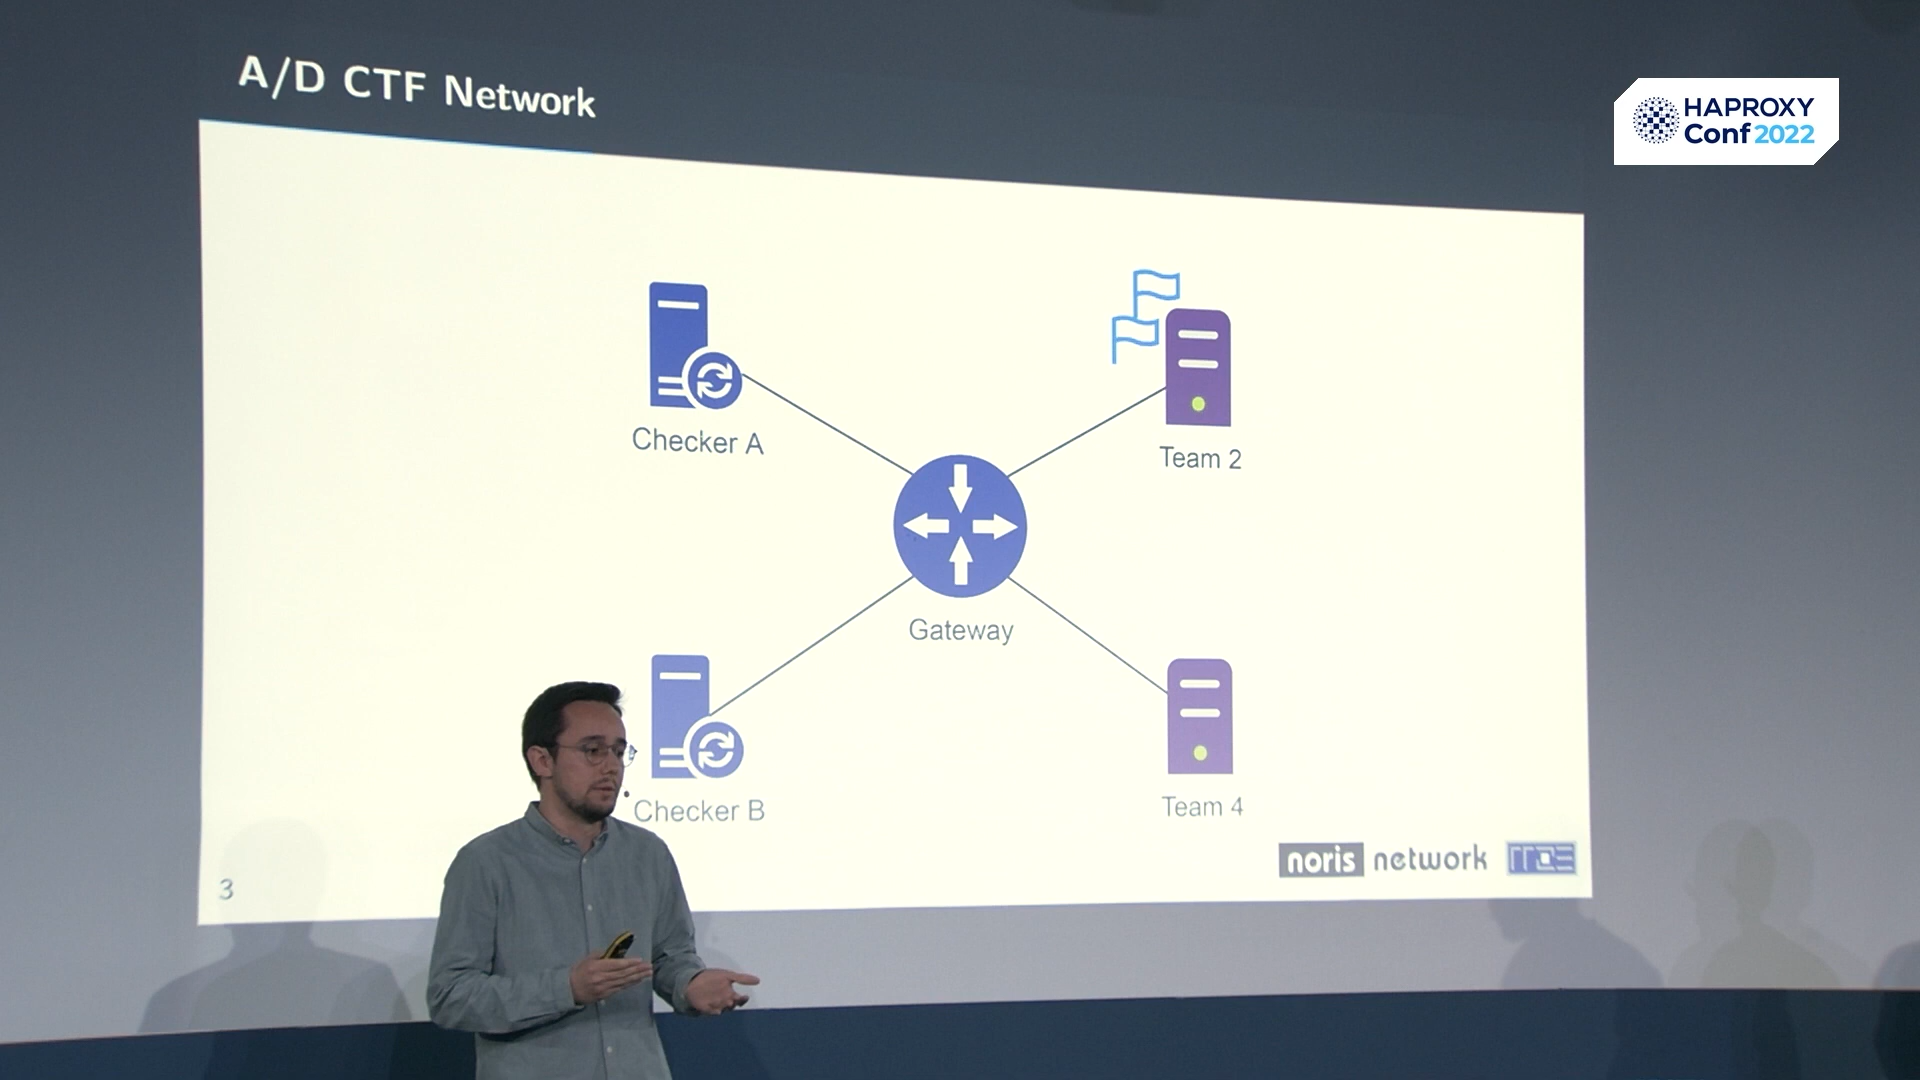 A/D CTF Network
HAPROXY
Conf 2022
Checker A
Team 2
Gateway
Checker B
Team 4
noris network
3